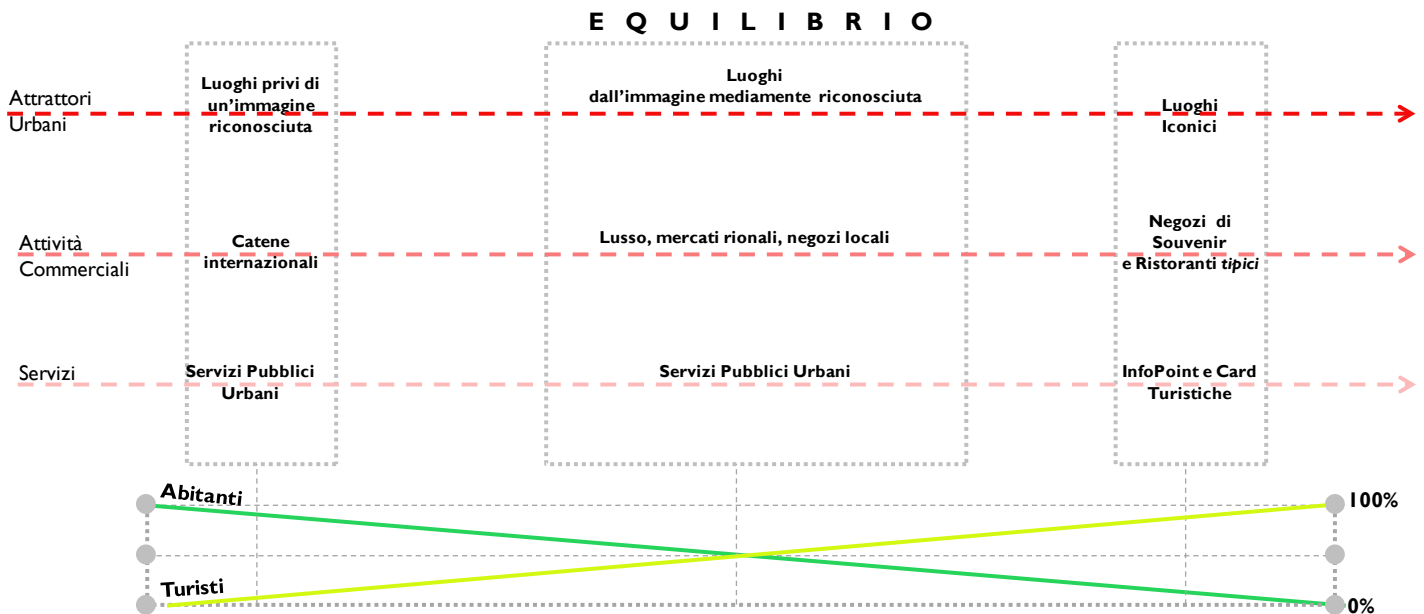 E Q U I L I B R I O
Attrattori
Urbani
Luoghi privi di
un'immagine
riconosciuta
Luoghi
dall'immagine mediamente riconosciuta
Luoghi
Iconici
Attività
Commerciali
Catene
internazionali
Lusso, mercati rionali, negozi locali
Negozi di
Souvenir
e Ristoranti tipici
Servizi
Servizi Pubblici
Urbani
Servizi Pubblici Urbani
InfoPoint e Card
Turistiche
Abitanti
100%
Turisti
0%